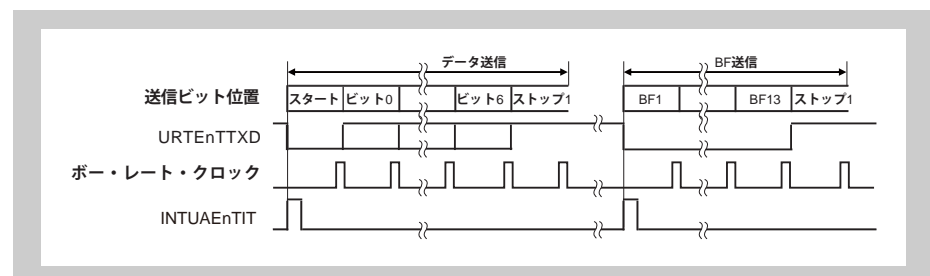 データ送信 BF送信
送信ビット位置 スタート ビット0 ビット6 ストップ1 BF1 BF13 ストップ1
URTEnTTXD
ボー・レート・クロック
INTUAEnTIT